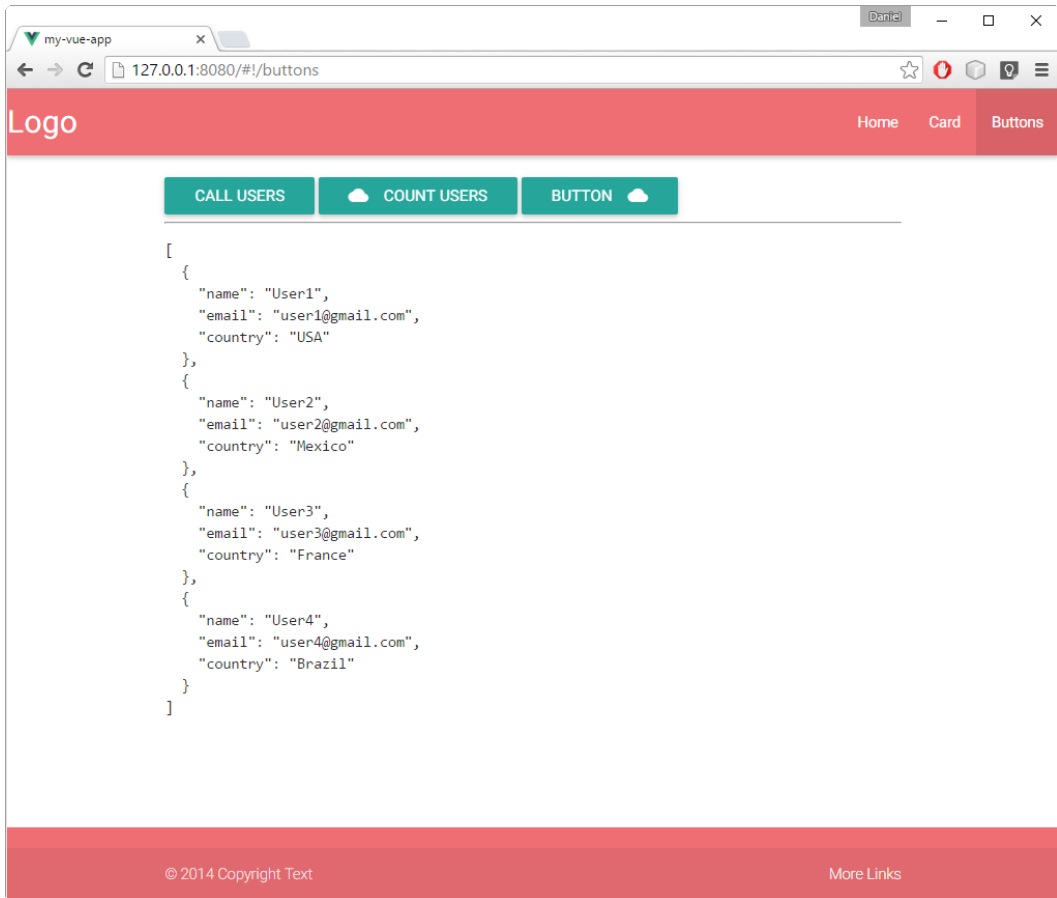 Daniel
my-vue-app
127.0.0.1:8080/#!/buttons
Logo
Home Card Buttons
CALL USERS COUNT USERS BUTTON
[
{
"name": "User1",
"email": "user1@gmail.com",
"country": "USA"
},
{
"name": "User2",
"email": "user2@gmail.com",
"country": "Mexico"
},
{
"name": "User3",
"email": "user3@gmail.com",
"country": "France"
},
{
"name": "User4",
"email": "user4@gmail.com",
"country": "Brazil"
}
]
© 2014 Copyright Text More Links